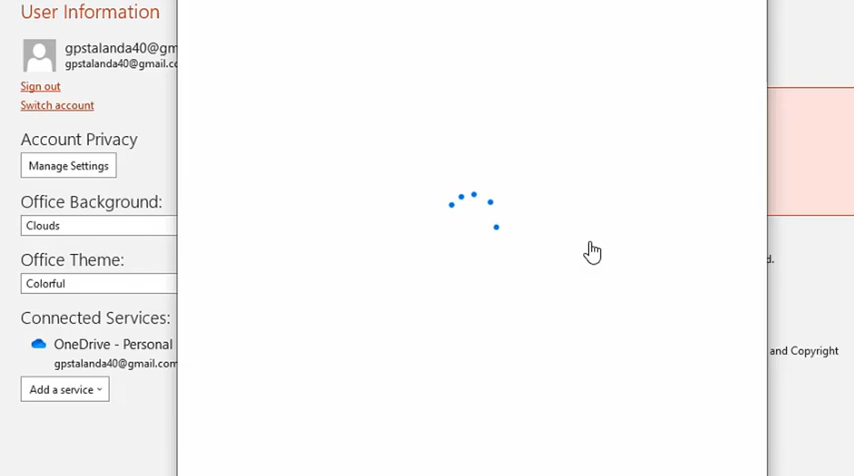 User Information
gpstalanda40@gm
gpstalanda40@gmail.co
Sign out
Switch account
Account Privacy
Manage Settings
Office Background:
Clouds
Office Theme:
Colorful
d.
Connected Services:
OneDrive - Personal
and Copyright
gpstalanda40@gmail.com
Add a service